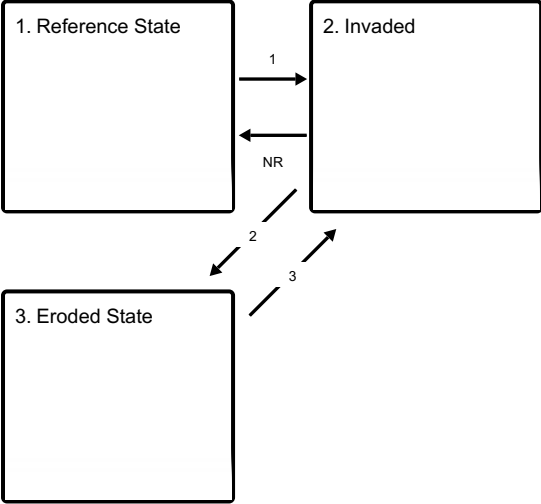 1. Reference State
2. Invaded
1
NR
2
3
3. Eroded State